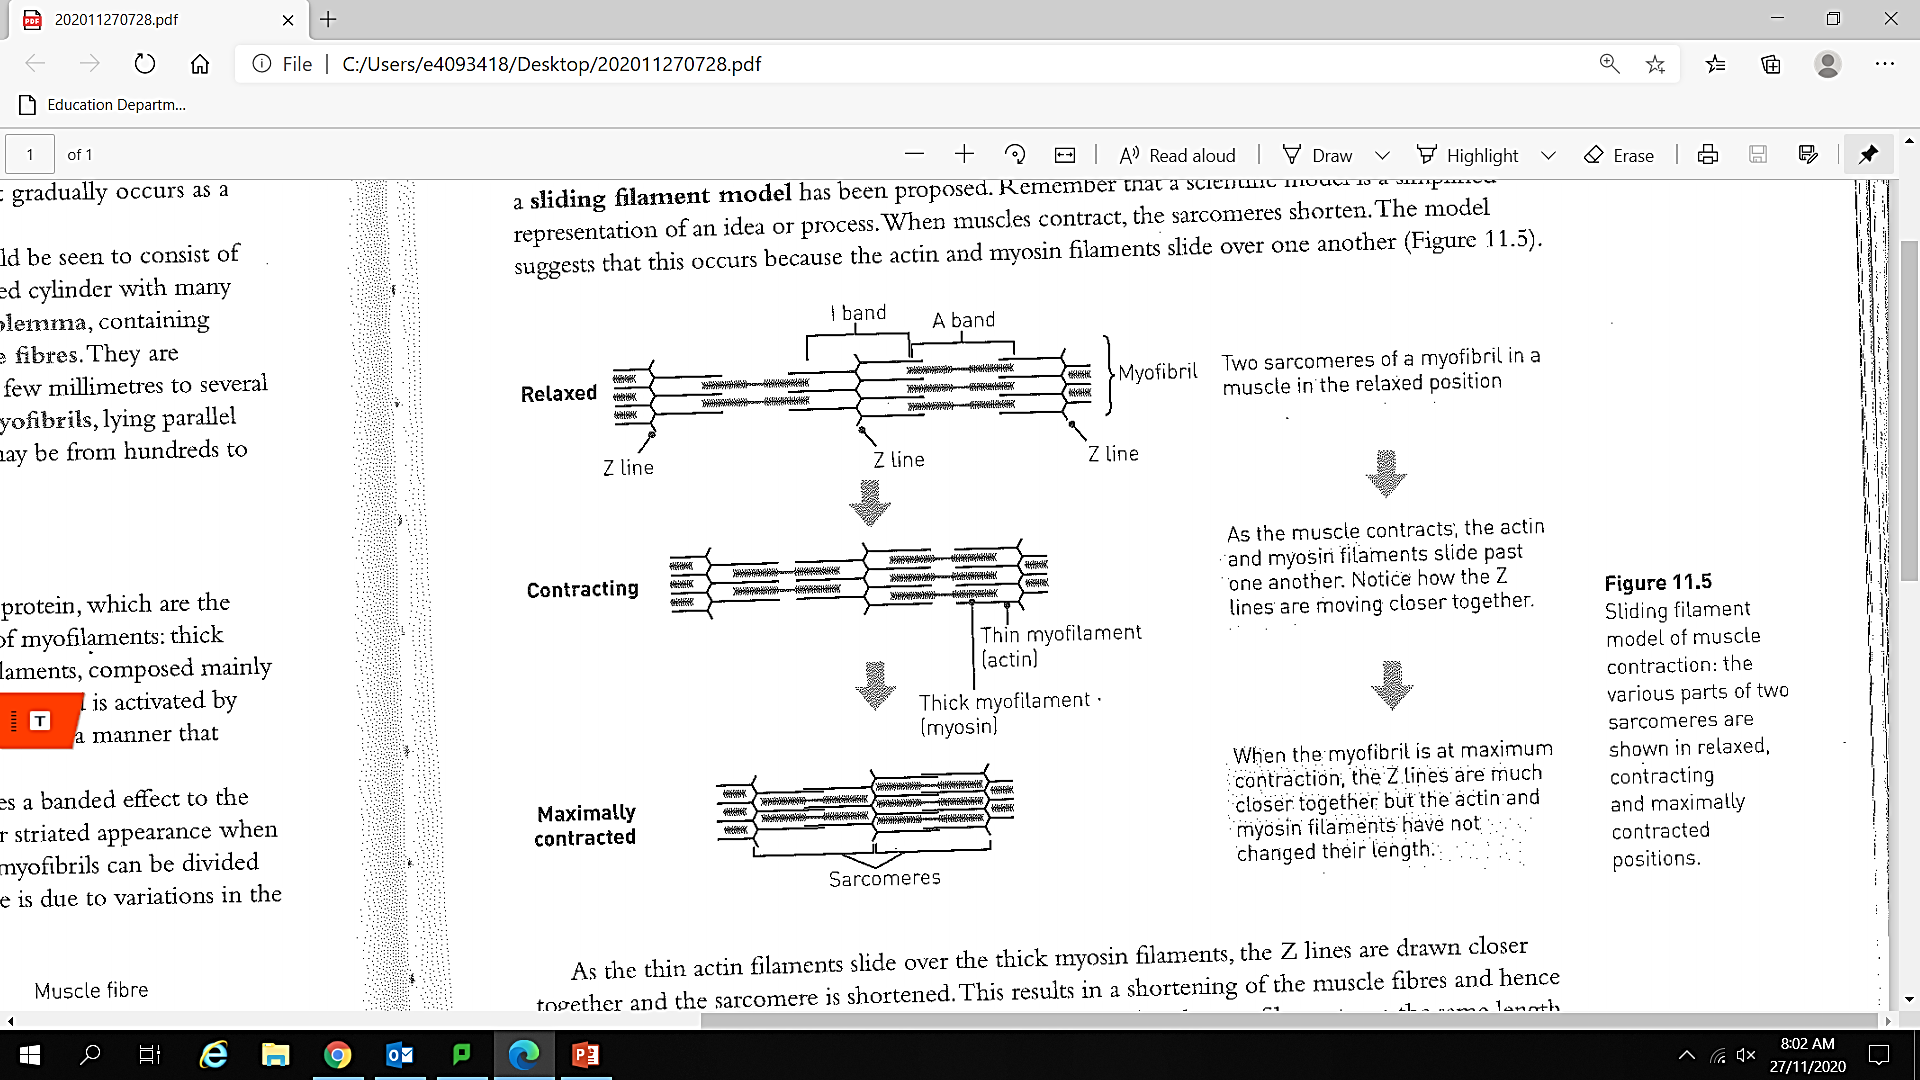 202011270728.pdf
File | C:/Users/e4093418/Desktop/202011270728.pdf
Education Departm...
1 of 1
Read aloud
Draw
Highlight
Erase
gradually occurs as a
ld be seen to consist of
ed cylinder with many
olemma, containing
e fibres. They are
few millimetres to several
yofibrils, lying parallel
nay be from hundreds to
protein, which are the
of myofilaments: thick
laments, composed mainly
is activated by
a manner that
es a banded effect to the
r striated appearance when
myofibrils can be divided
e is due to variations in the
Muscle fibre
a sliding filament model has been proposed. Remember that a scientific model is a simplified
representation of an idea or process. When muscles contract, the sarcomeres shorten. The model
suggests that this occurs because the actin and myosin filaments slide over one another (Figure 11.5).
I band
A band
Relaxed
Myofibril
Z line
Z line
Z line
Two sarcomeres of a myofibril in a
muscle in the relaxed position
Contracting
Thin myofilament
(actin)
Thick myofilament
(myosin)
As the muscle contracts, the actin
and myosin filaments slide past
one another. Notice how the Z
lines are moving closer together.
Maximally
contracted
Sarcomeres
When the myofibril is at maximum
contraction, the Z lines are much
closer together but the actin and
myosin filaments have not
changed their length.
Figure 11.5
Sliding filament
model of muscle
contraction: the
various parts of two
sarcomeres are
shown in relaxed,
contracting
and maximally
contracted
positions.
As the thin actin filaments slide over the thick myosin filaments, the Z lines are drawn closer
together and the sarcomere is shortened. This results in a shortening of the muscle fibres and hence
the same length
8:02 AM
27/11/2020